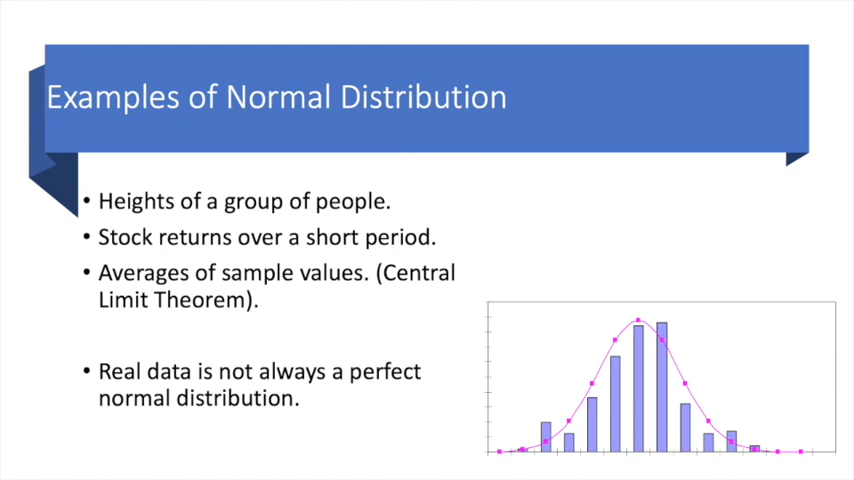 Examples of Normal Distribution
• Heights of a group of people.
• Stock returns over a short period.
• Averages of sample values. (Central
Limit Theorem).
• Real data is not always a perfect
normal distribution.